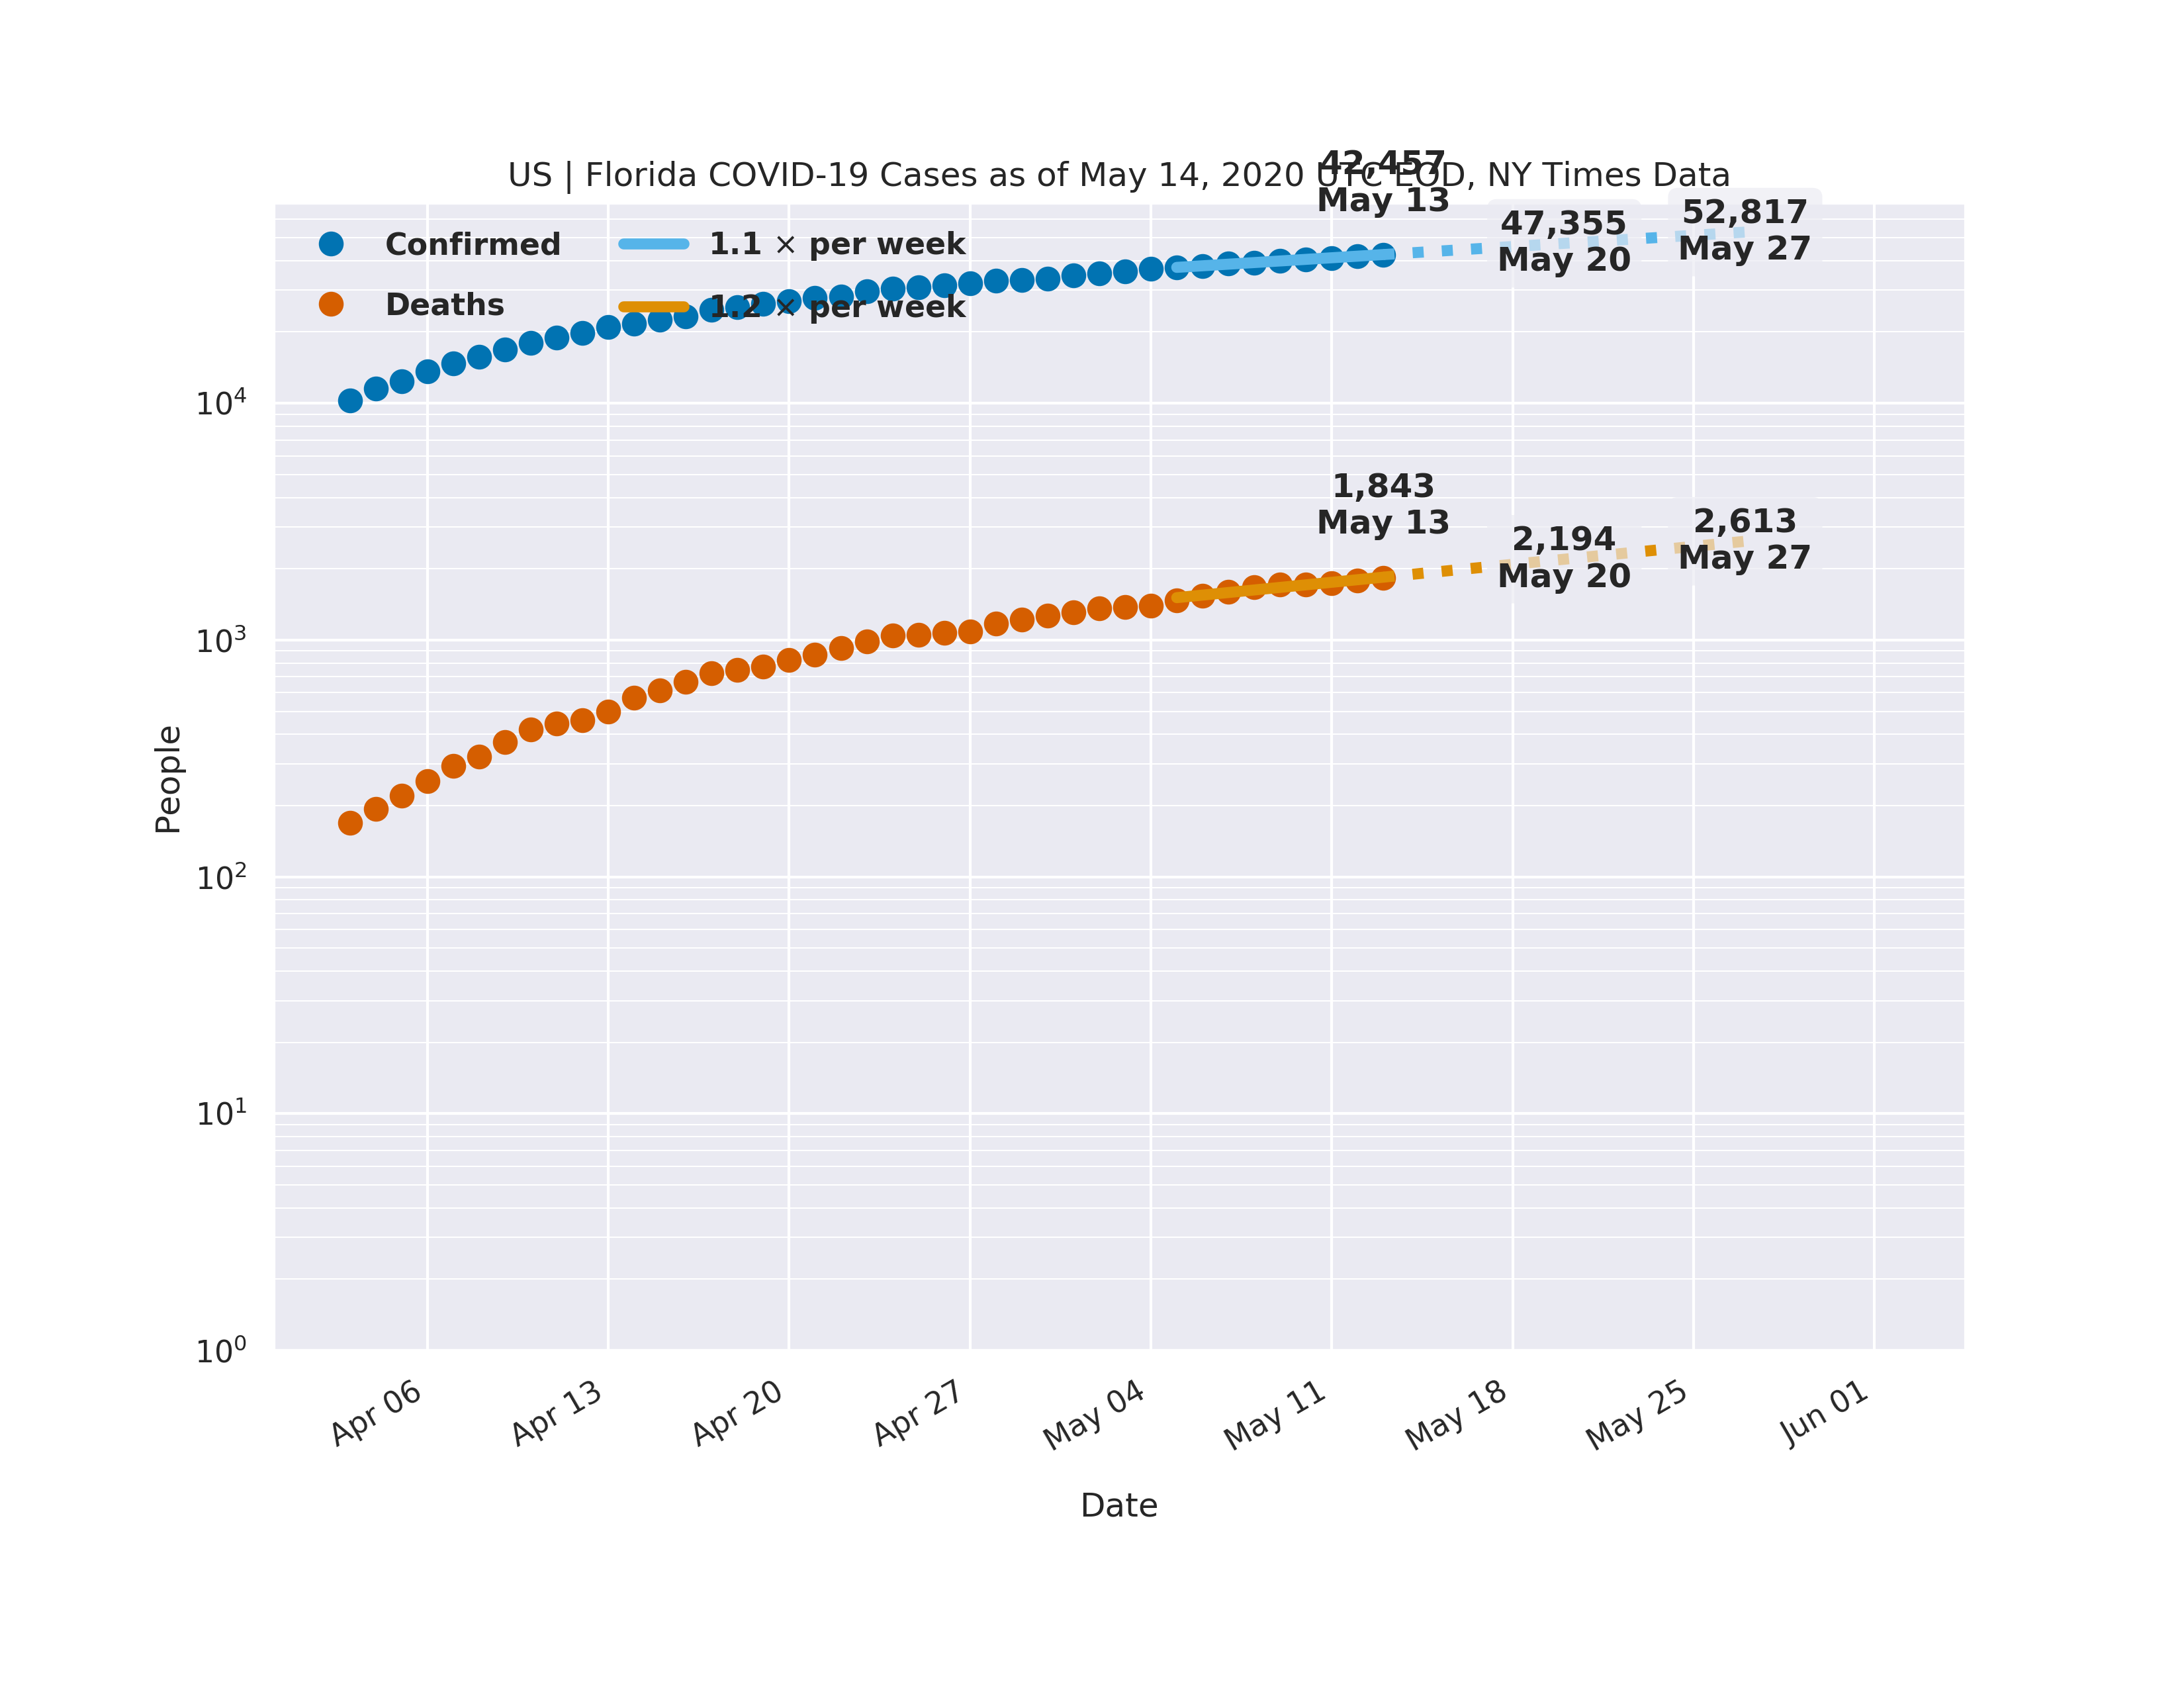 US | Florida COVID-19 Cases as of May 14, 2020 UTC EOD, NY Times Data
42,457
May 13
47,355
May 20
52,817
May 27
Confirmed
Deaths
1.1 × per week
1.2 × per week
1,843
May 13
2,194
May 20
2,613
May 27
People
10⁴
10³
10²
10¹
10⁰
Apr 06
Apr 13
Apr 20
Apr 27
May 04
May 11
May 18
May 25
Jun 01
Date